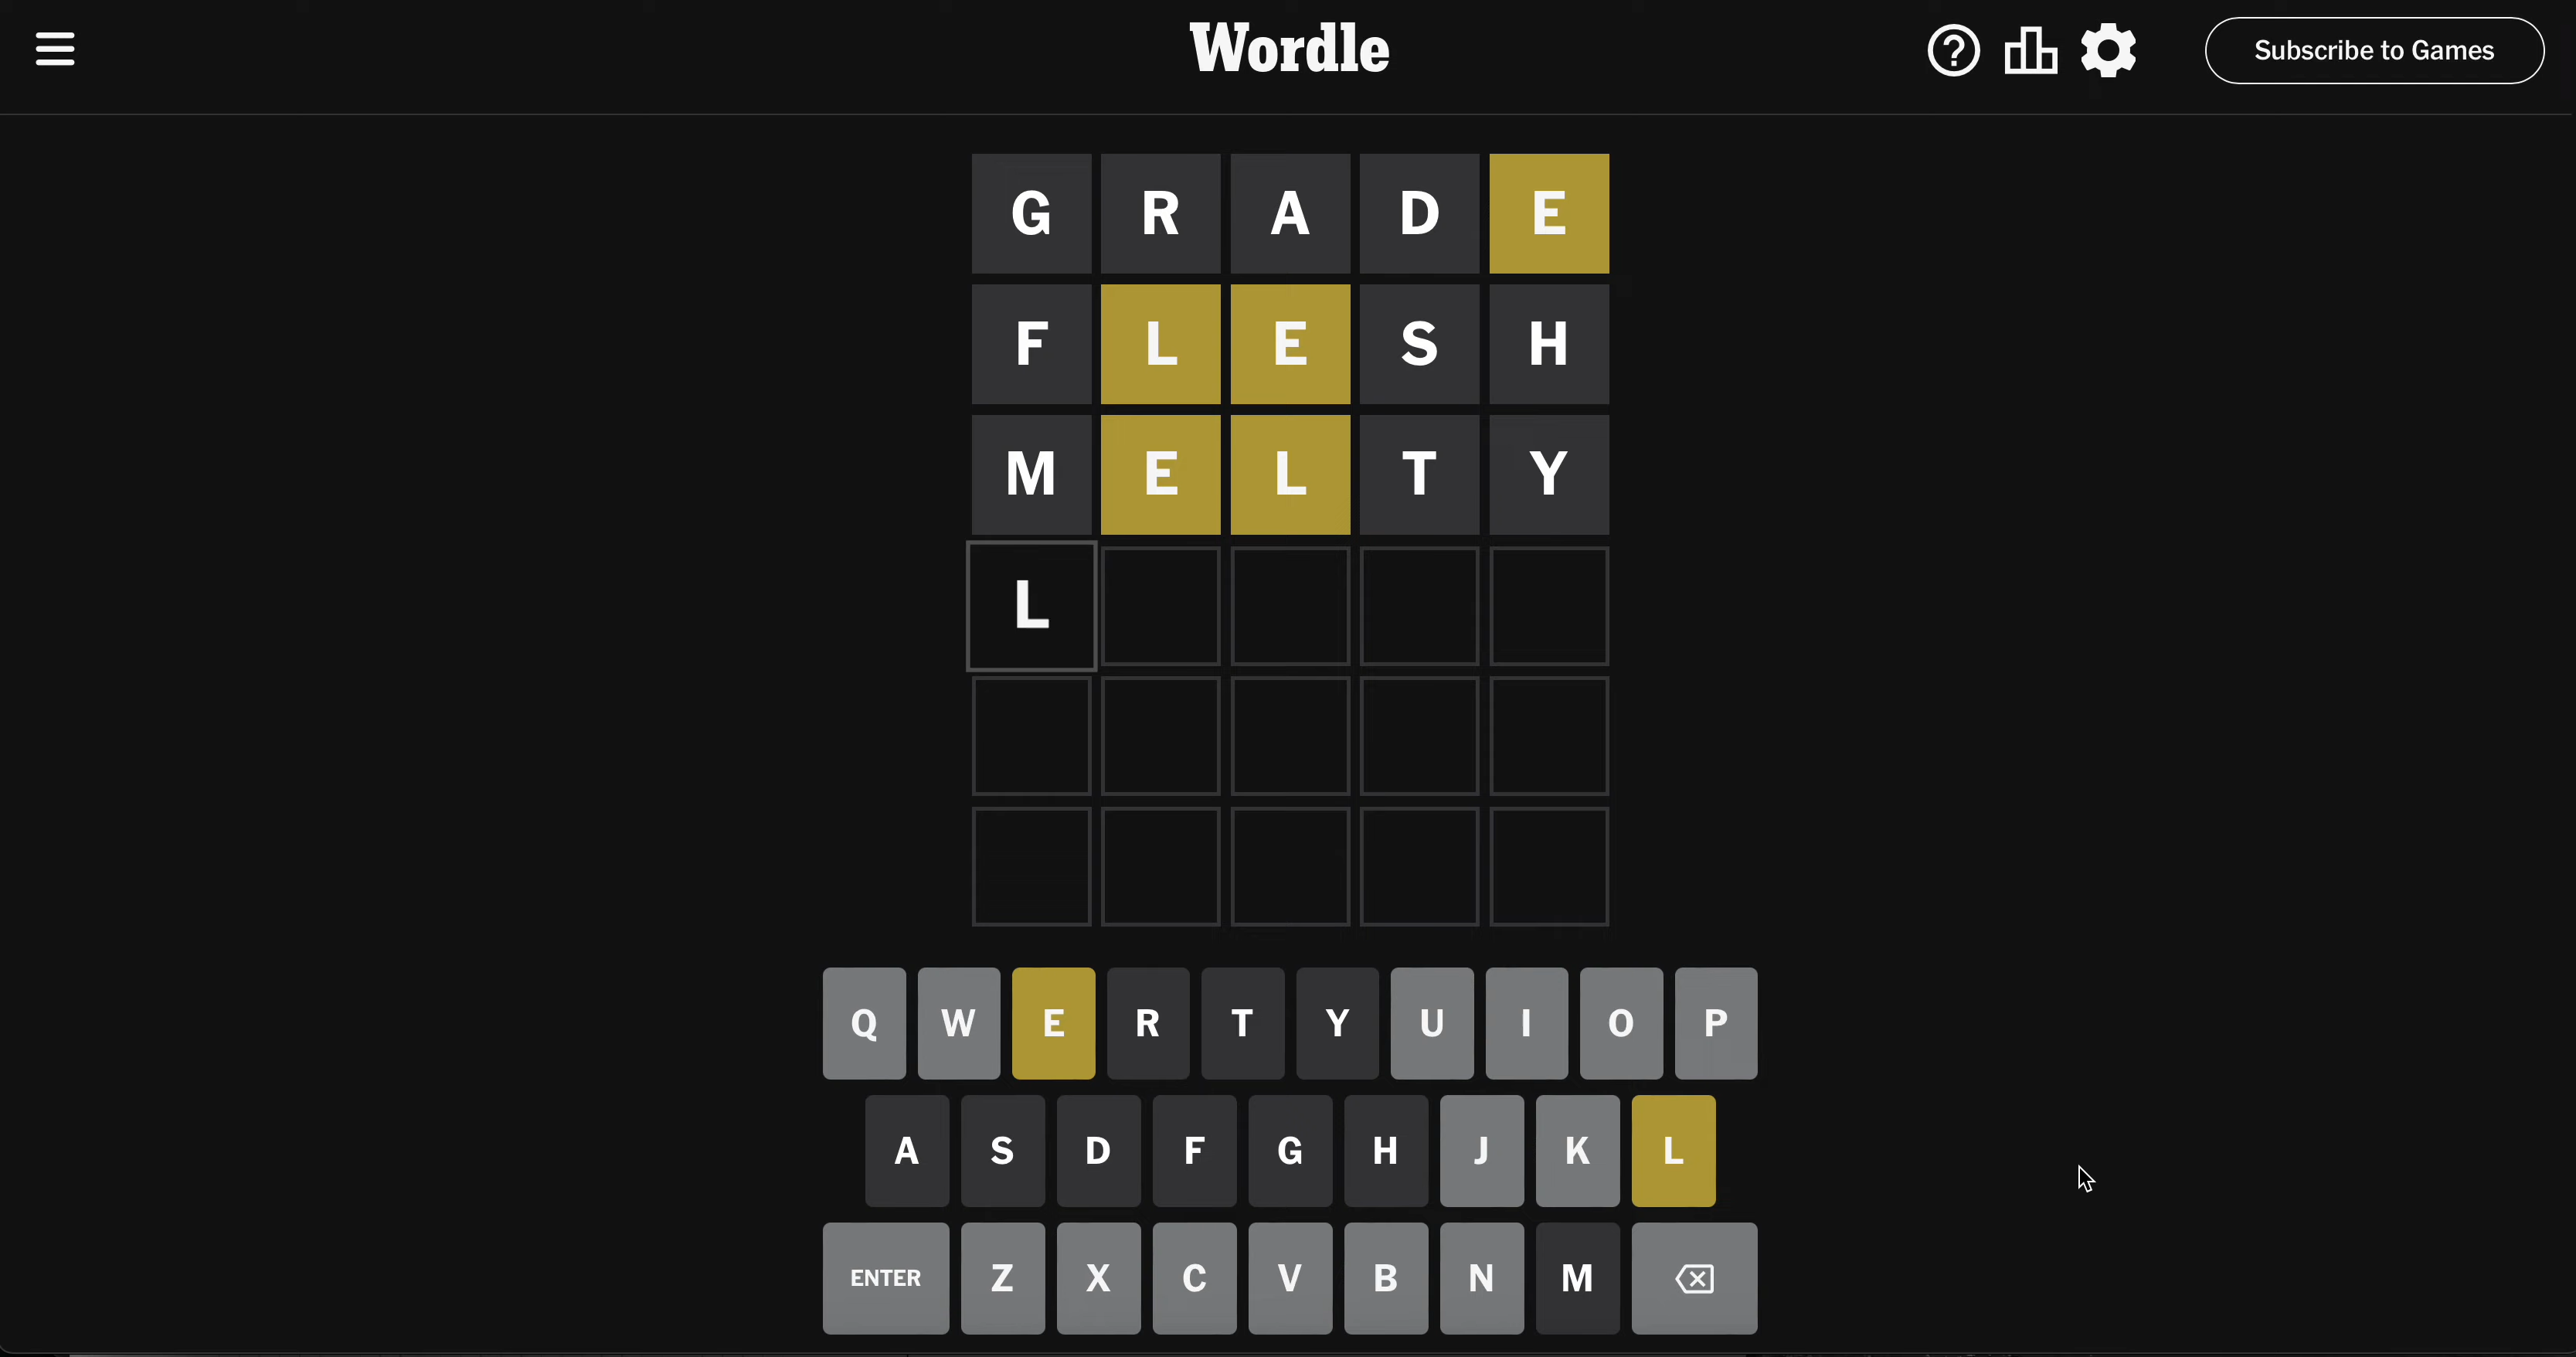 Wordle
Subscribe to Games
G R A D E
F L E S H
M E L T Y
L
Q W E R T Y U I O P
A S D F G H J K L
ENTER Z X C V B N M